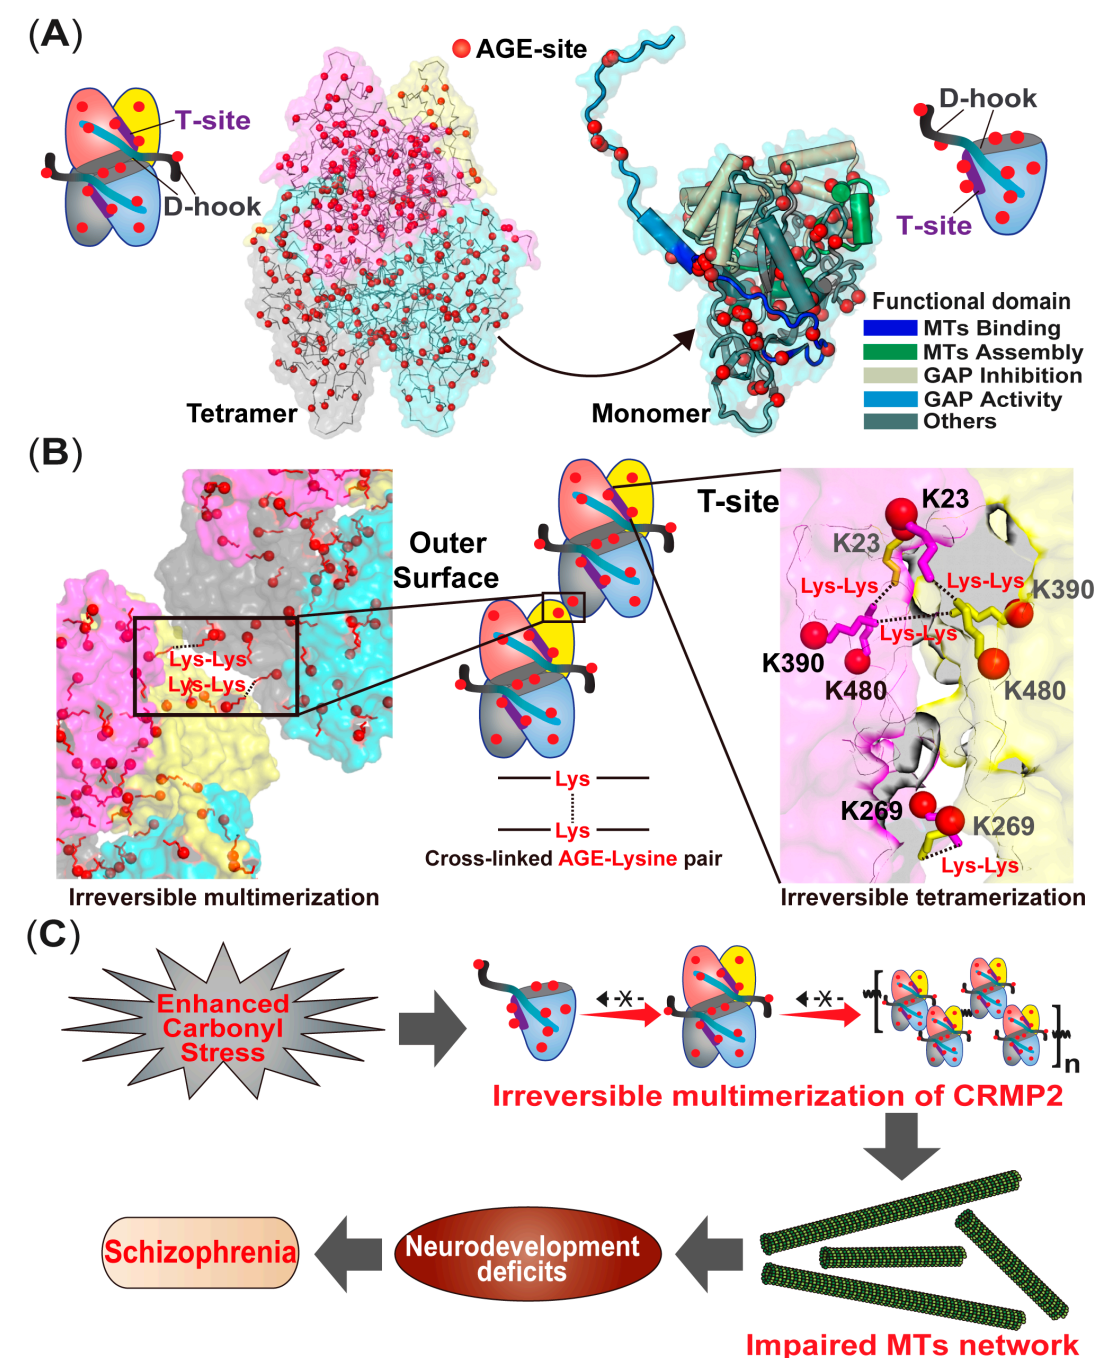 (A)
AGE-site
T-site
D-hook
D-hook
T-site
Tetramer
Monomer
Functional domain
MTs Binding
MTs Assembly
GAP Inhibition
GAP Activity
Others
(B)
Outer
Surface
T-site
Lys-Lys
Lys-Lys
K23
K23
Lys-Lys
Lys-Lys
K390
Lys-Lys
K390
K480
K480
K269
K269
Lys-Lys
Lys
Lys
Cross-linked AGE-Lysine pair
Irreversible multimerization
Irreversible tetramerization
(C)
Enhanced
Carbonyl
Stress
X
X
n
Irreversible multimerization of CRMP2
Schizophrenia
Neurodevelopment
deficits
Impaired MTs network